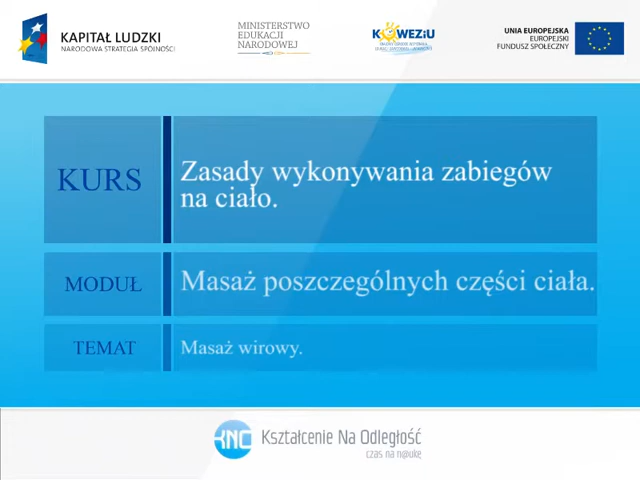 KAPITAŁ LUDZKI
NARODOWA STRATEGIA SPÓJNOŚCI
MINISTERSTWO
EDUKACJI
NARODOWEJ
KOWEZiU
UNIA EUROPEJSKA
EUROPEJSKI
FUNDUSZ SPOŁECZNY
KURS
Zasady wykonywania zabiegów
na ciało.
MODUŁ
Masaż poszczególnych części ciała.
TEMAT
Masaż wirowy.
KNO
Kształcenie Na Odległość
czas na n@ukę